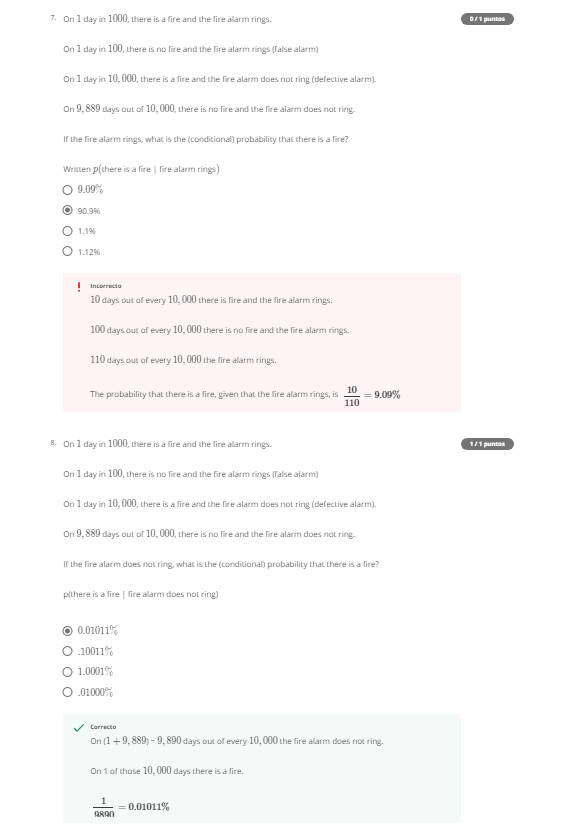 7. On 1 day in 1000, there is a fire and the fire alarm rings.
0 / 1 puntos
On 1 day in 100, there is no fire and the fire alarm rings (false alarm)
On 1 day in 10,000, there is a fire and the fire alarm does not ring (defective alarm).
On 9,889 days out of 10,000, there is no fire and the fire alarm does not ring.
If the fire alarm rings, what is the (conditional) probability that there is a fire?
Written p(there is a fire | fire alarm rings)
9.09%
90.9%
1.1%
1.12%
Incorrecto
10 days out of every 10,000 there is fire and the fire alarm rings.
100 days out of every 10,000 there is no fire and the fire alarm rings.
110 days out of every 10,000 the fire alarm rings.
The probability that there is a fire, given that the fire alarm rings, is 10/110 = 9.09%
8. On 1 day in 1000, there is a fire and the fire alarm rings.
1 / 1 puntos
On 1 day in 100, there is no fire and the fire alarm rings (false alarm)
On 1 day in 10,000, there is a fire and the fire alarm does not ring (defective alarm).
On 9,889 days out of 10,000, there is no fire and the fire alarm does not ring.
If the fire alarm does not ring, what is the (conditional) probability that there is a fire?
p(there is a fire | fire alarm does not ring)
0.01011%
.10011%
1.0001%
.01000%
Correcto
On (1 + 9,889) = 9,890 days out of every 10,000 the fire alarm does not ring.
On 1 of those 10,000 days there is a fire.
1/9890 = 0.01011%